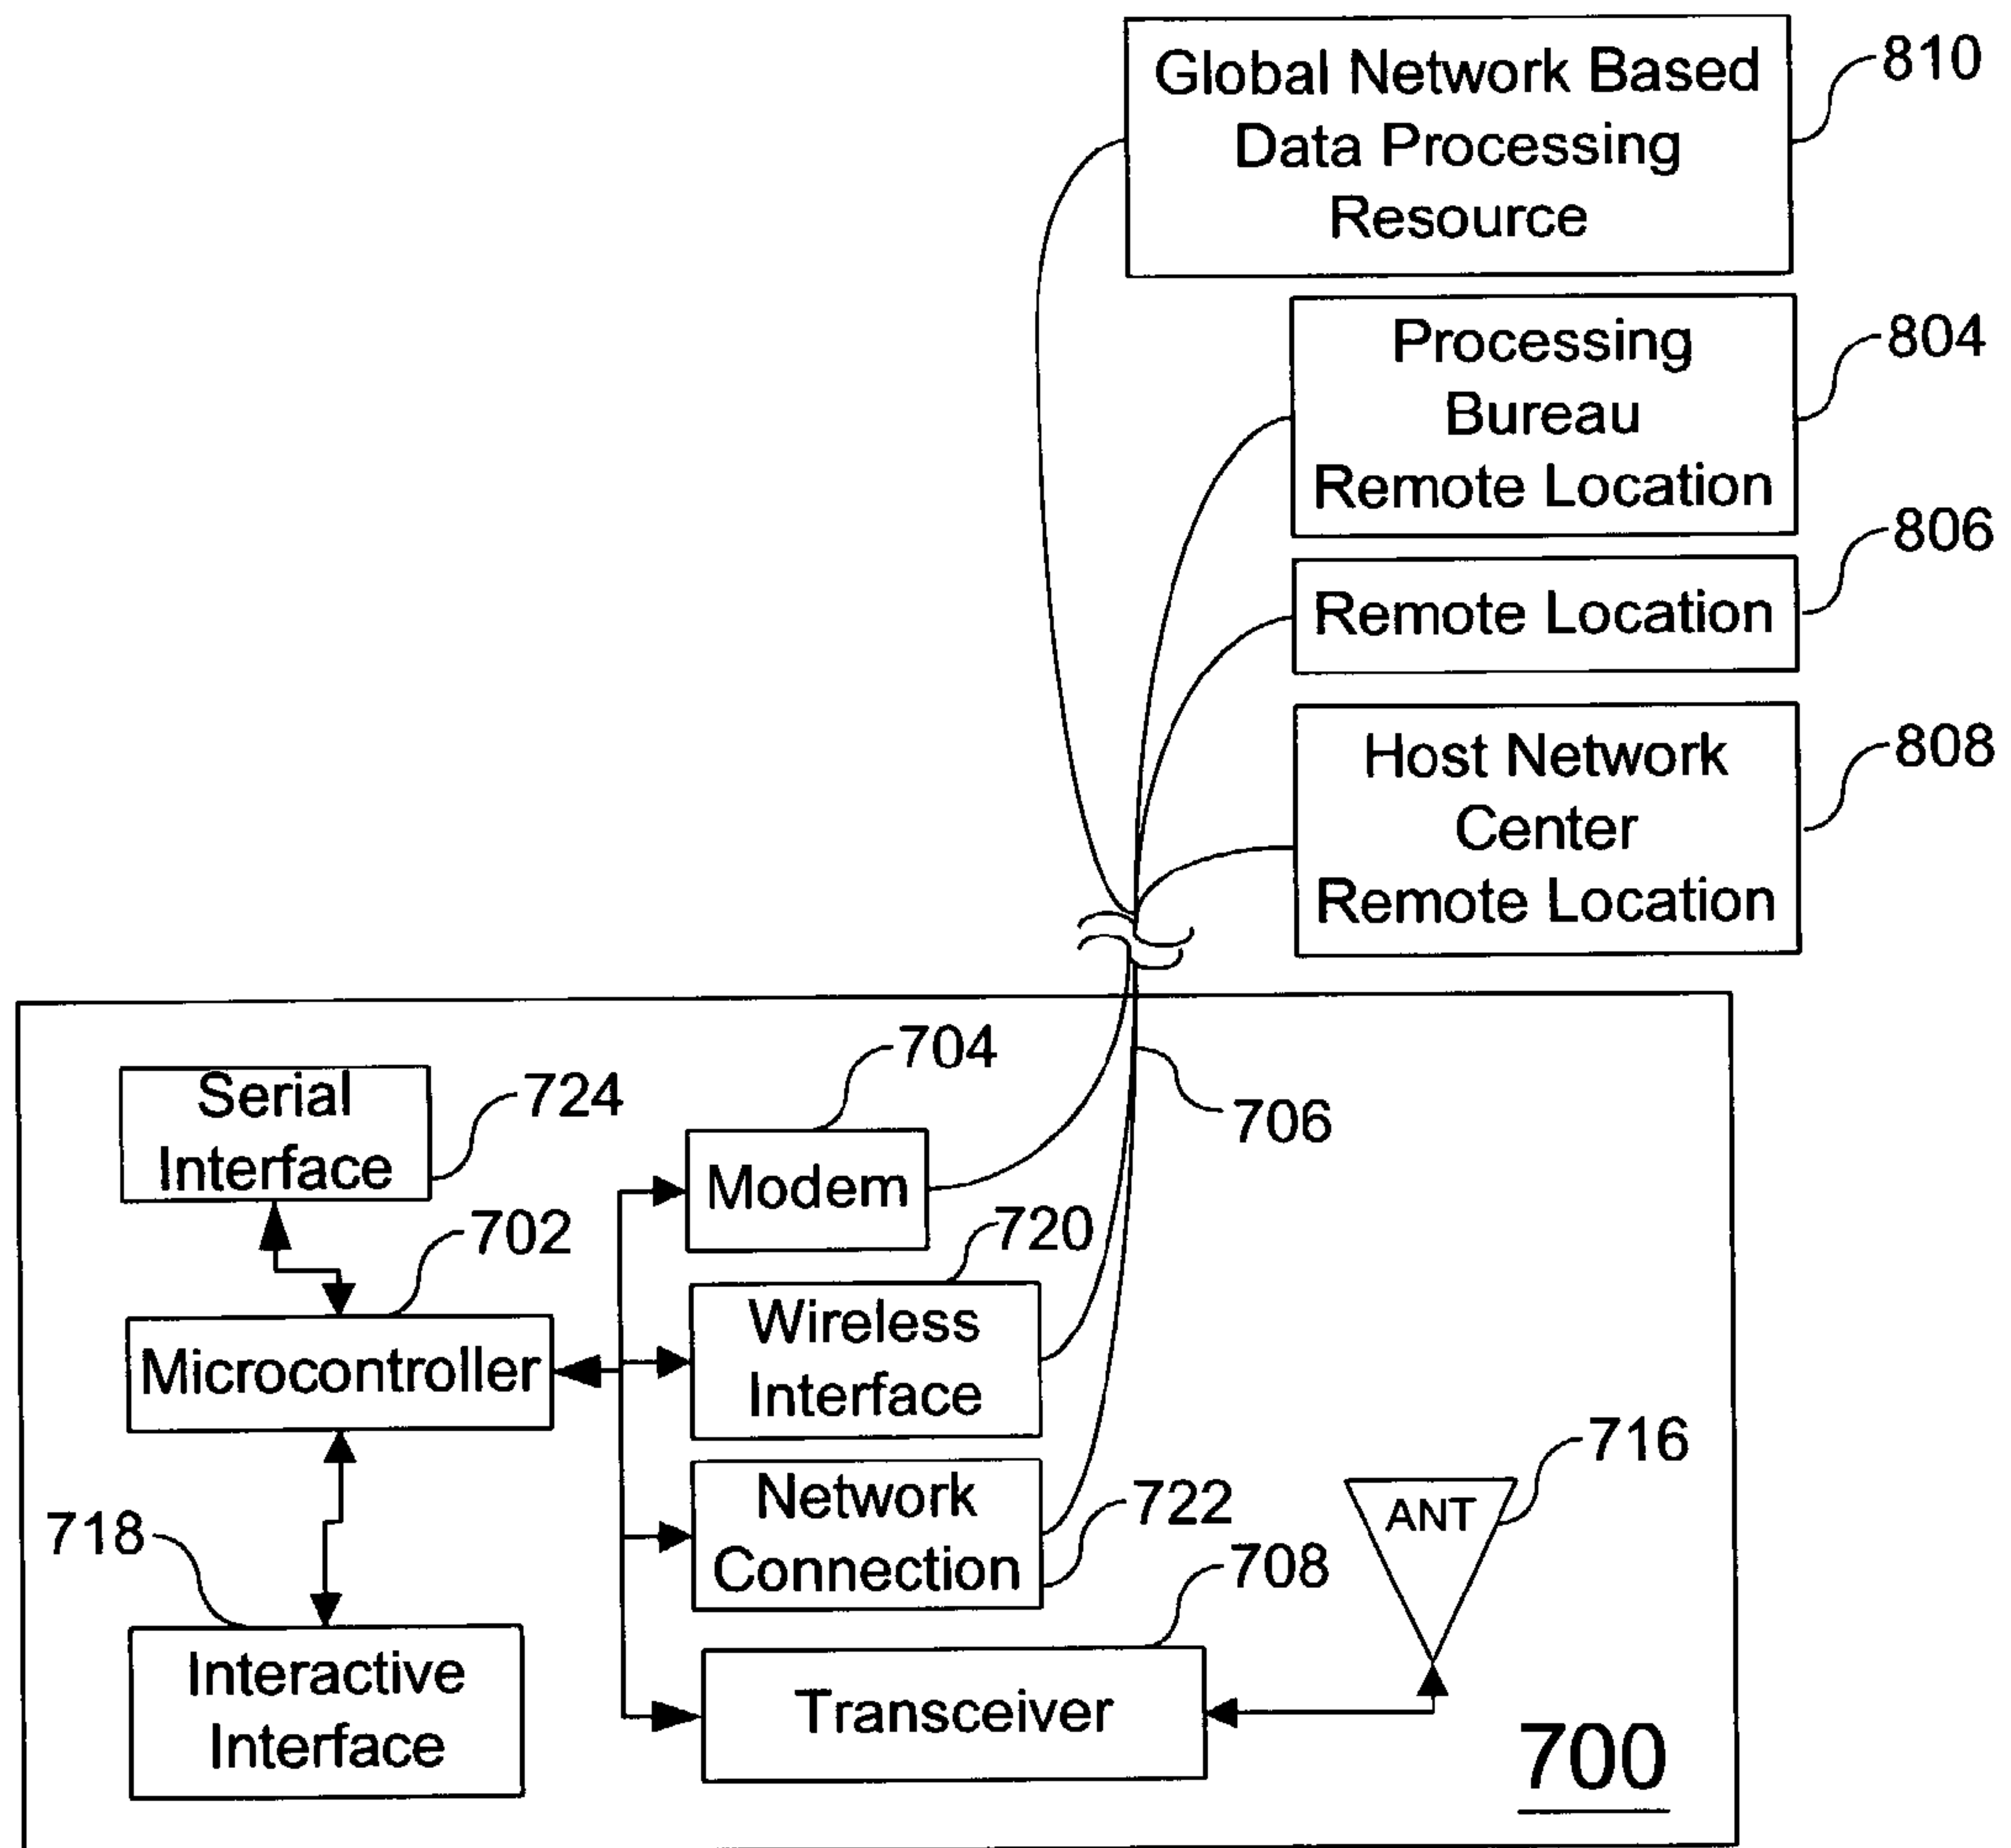 Global Network Based
Data Processing
Resource
810
Processing
Bureau
Remote Location
804
Remote Location
806
Host Network
Center
Remote Location
808
Serial
Interface
724
704
Modem
706
702
Microcontroller
720
Wireless
Interface
Network
Connection
722
716
ANT
718
Interactive
Interface
708
Transceiver
700